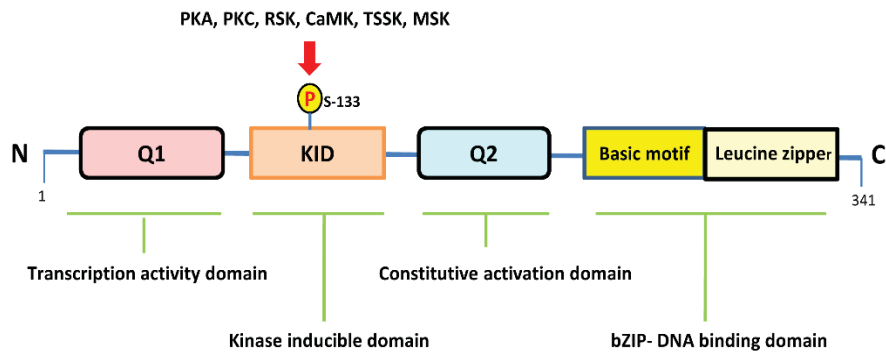 PKA, PKC, RSK, CaMK, TSSK, MSK
P S-133
N Q1 KID Q2 Basic motif Leucine zipper C
1 341
Transcription activity domain Constitutive activation domain
Kinase inducible domain bZIP- DNA binding domain